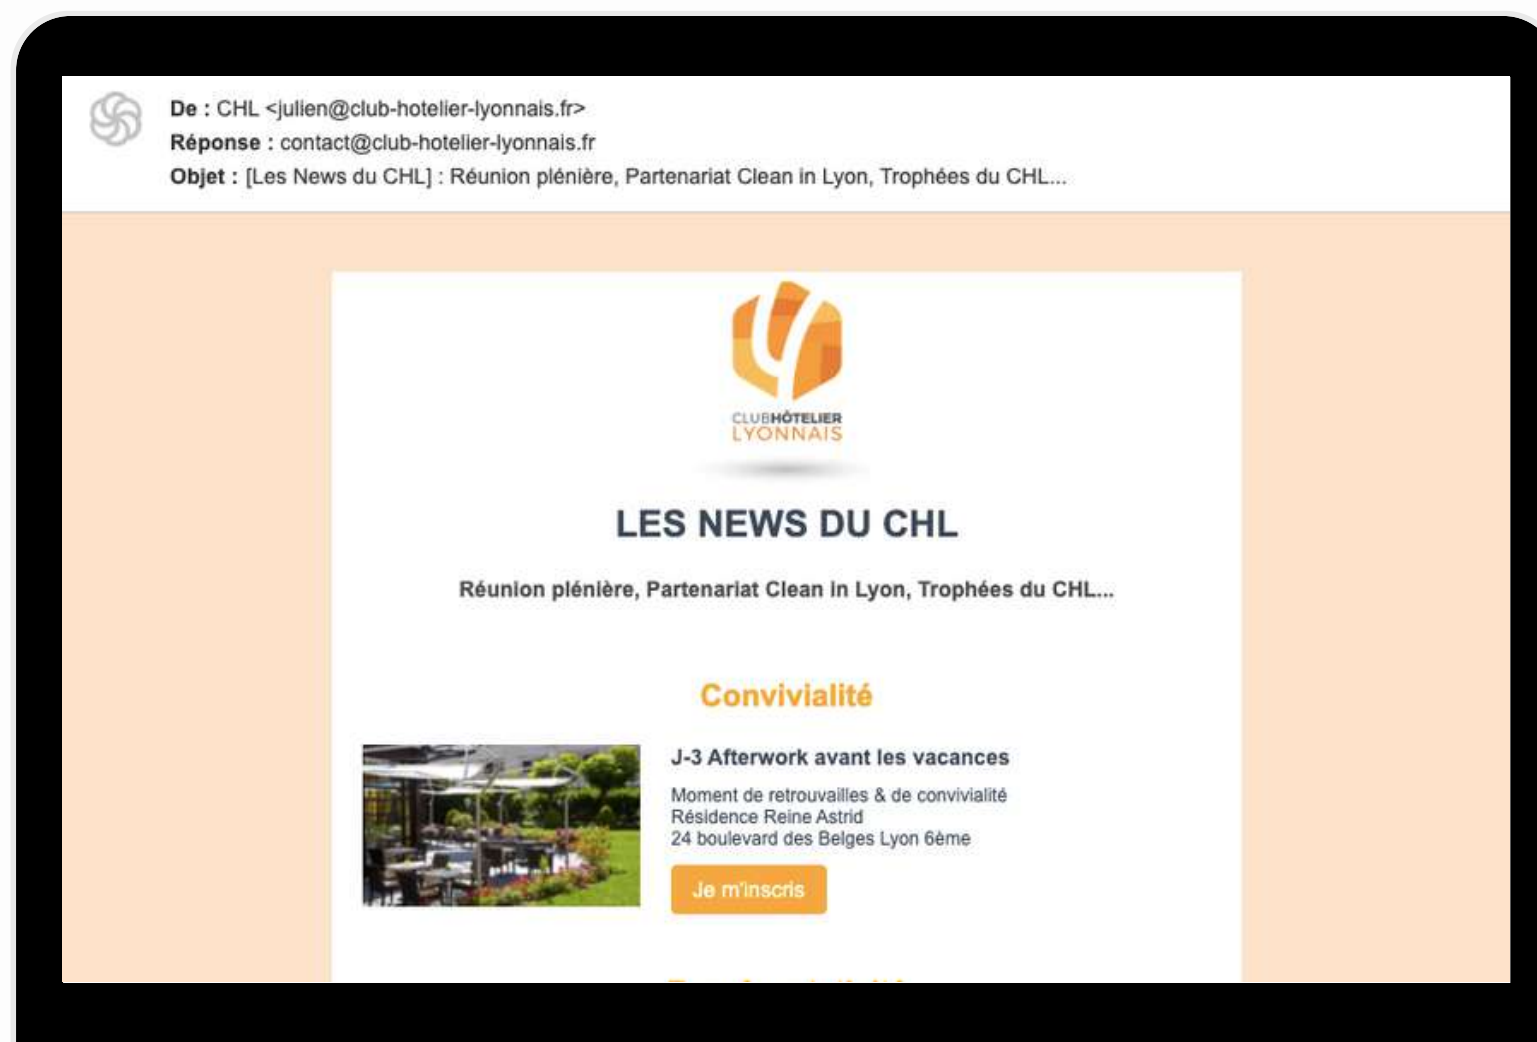 De : CHL <julien@club-hotelier-lyonnais.fr>
Réponse : contact@club-hotelier-lyonnais.fr
Objet : [Les News du CHL] : Réunion plénière, Partenariat Clean in Lyon, Trophées du CHL...
CLUBHÔTELIER
LYONNAIS
LES NEWS DU CHL
Réunion plénière, Partenariat Clean in Lyon, Trophées du CHL...
Convivialité
J-3 Afterwork avant les vacances
Moment de retrouvailles & de convivialité
Résidence Reine Astrid
24 boulevard des Belges Lyon 6ème
Je m'inscris